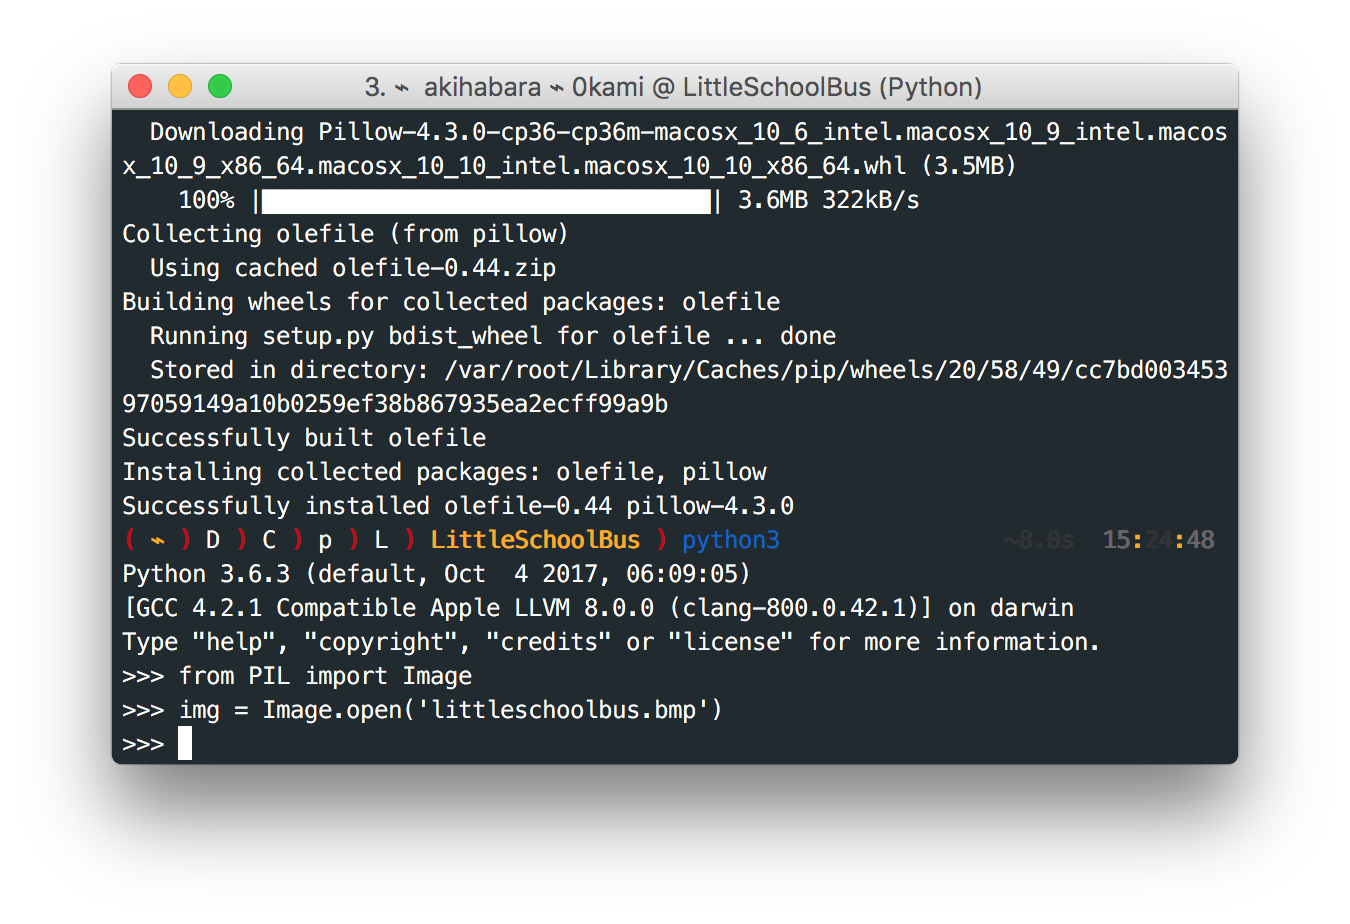 3. ⌁ akihabara ⌁ 0kami @ LittleSchoolBus (Python)
Downloading Pillow-4.3.0-cp36-cp36m-macosx_10_6_intel.macosx_10_9_intel.macos
x_10_9_x86_64.macosx_10_10_intel.macosx_10_10_x86_64.whl (3.5MB)
100% |████████████████████████████████| 3.6MB 322kB/s
Collecting olefile (from pillow)
Using cached olefile-0.44.zip
Building wheels for collected packages: olefile
Running setup.py bdist_wheel for olefile ... done
Stored in directory: /var/root/Library/Caches/pip/wheels/20/58/49/cc7bd003453
97059149a10b0259ef38b867935ea2ecff99a9b
Successfully built olefile
Installing collected packages: olefile, pillow
Successfully installed olefile-0.44 pillow-4.3.0
( ⌁ ) D ) C ) p ) L ) LittleSchoolBus ) python3 ~8.0s 15:24:48
Python 3.6.3 (default, Oct  4 2017, 06:09:05)
[GCC 4.2.1 Compatible Apple LLVM 8.0.0 (clang-800.0.42.1)] on darwin
Type "help", "copyright", "credits" or "license" for more information.
>>> from PIL import Image
>>> img = Image.open('littleschoolbus.bmp')
>>>